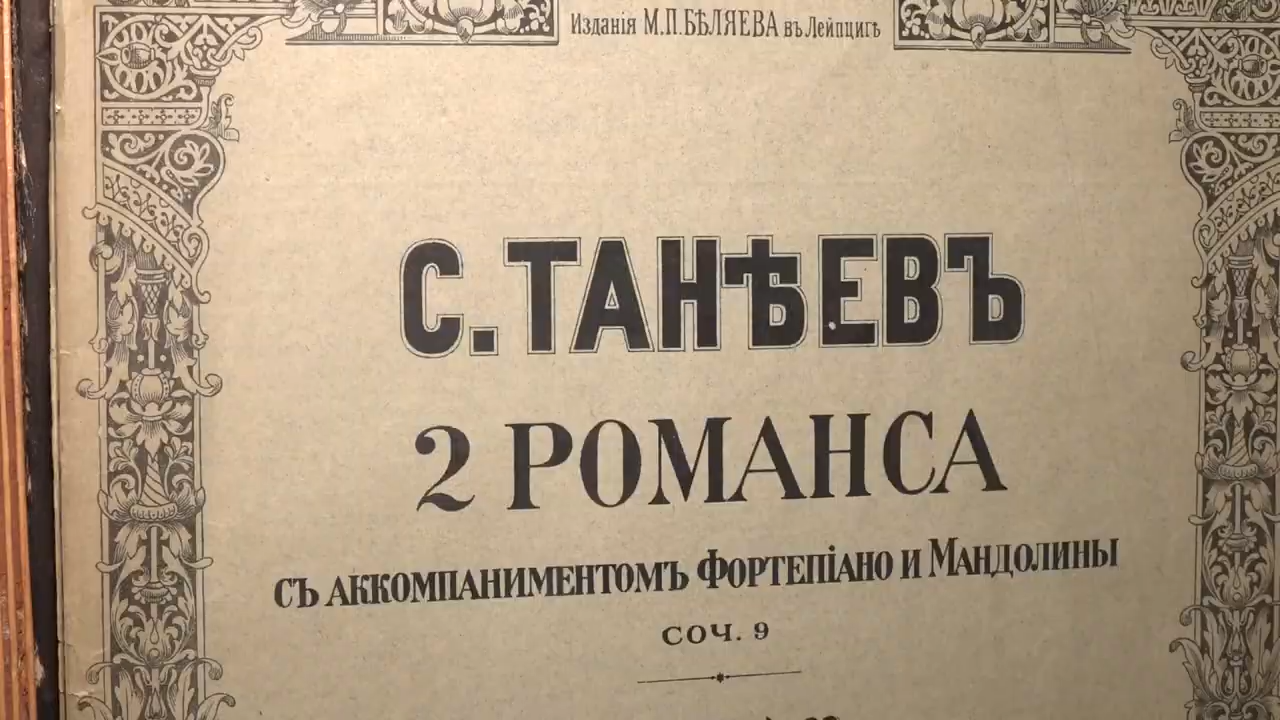 Изданія М.П.БѢЛЯЕВА въ Лейпцигѣ
С. ТАНѢЕВЪ
2 РОМАНСА
СЪ АККОМПАНИМЕНТОМЪ ФОРТЕПІАНО И МАНДОЛИНЫ
СОЧ. 9